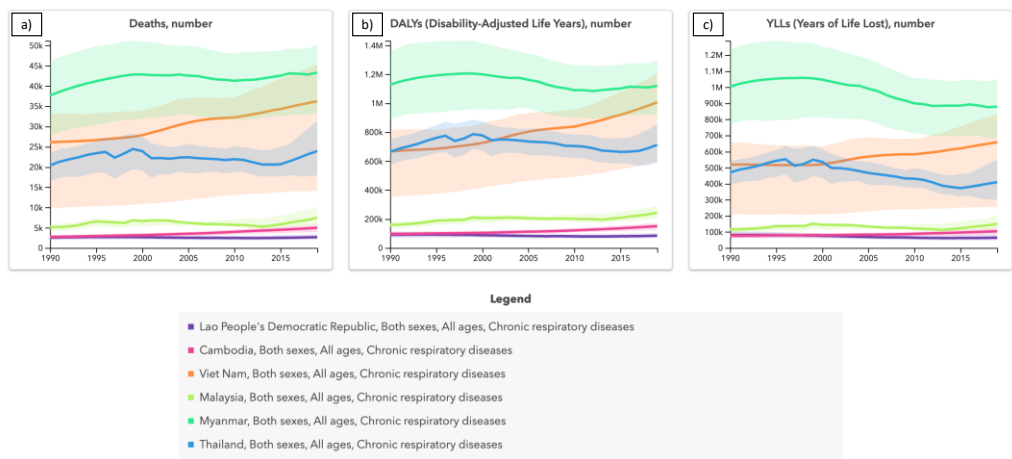 a)
Deaths, number
50k
45k
40k
35k
30k
25k
20k
15k
10k
5k
0
1990
1995
2000
2005
2010
2015
b)
DALYs (Disability-Adjusted Life Years), number
1.4M
1.2M
1M
800k
600k
400k
200k
0
1990
1995
2000
2005
2010
2015
c)
YLLs (Years of Life Lost), number
1.2M
1.1M
1M
900k
800k
700k
600k
500k
400k
300k
200k
100k
0
1990
1995
2000
2005
2010
2015
Legend
Lao People's Democratic Republic, Both sexes, All ages, Chronic respiratory diseases
Cambodia, Both sexes, All ages, Chronic respiratory diseases
Viet Nam, Both sexes, All ages, Chronic respiratory diseases
Malaysia, Both sexes, All ages, Chronic respiratory diseases
Myanmar, Both sexes, All ages, Chronic respiratory diseases
Thailand, Both sexes, All ages, Chronic respiratory diseases